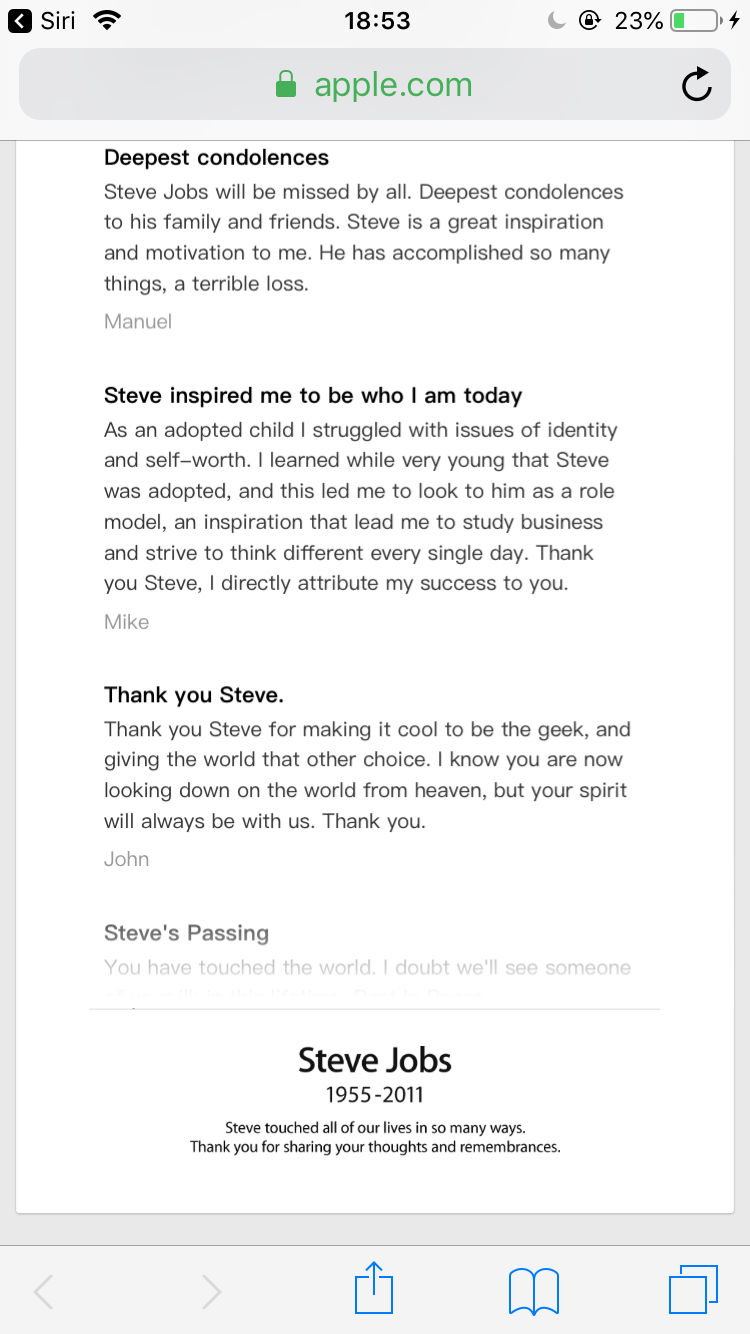 Siri
18:53
23%
apple.com
Deepest condolences
Steve Jobs will be missed by all. Deepest condolences
to his family and friends. Steve is a great inspiration
and motivation to me. He has accomplished so many
things, a terrible loss.
Manuel
Steve inspired me to be who I am today
As an adopted child I struggled with issues of identity
and self–worth. I learned while very young that Steve
was adopted, and this led me to look to him as a role
model, an inspiration that lead me to study business
and strive to think different every single day. Thank
you Steve, I directly attribute my success to you.
Mike
Thank you Steve.
Thank you Steve for making it cool to be the geek, and
giving the world that other choice. I know you are now
looking down on the world from heaven, but your spirit
will always be with us. Thank you.
John
Steve's Passing
You have touched the world. I doubt we'll see someone
Steve Jobs
1955-2011
Steve touched all of our lives in so many ways.
Thank you for sharing your thoughts and remembrances.